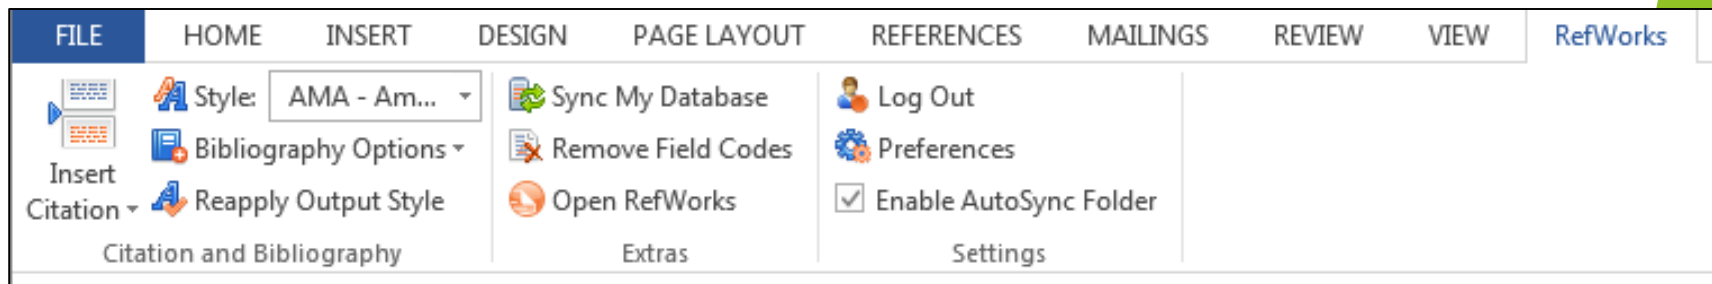 FILE HOME INSERT DESIGN PAGE LAYOUT REFERENCES MAILINGS REVIEW VIEW RefWorks
Insert
Citation
Style: AMA - Am...
Bibliography Options
Reapply Output Style
Citation and Bibliography
Sync My Database
Remove Field Codes
Open RefWorks
Extras
Log Out
Preferences
Enable AutoSync Folder
Settings